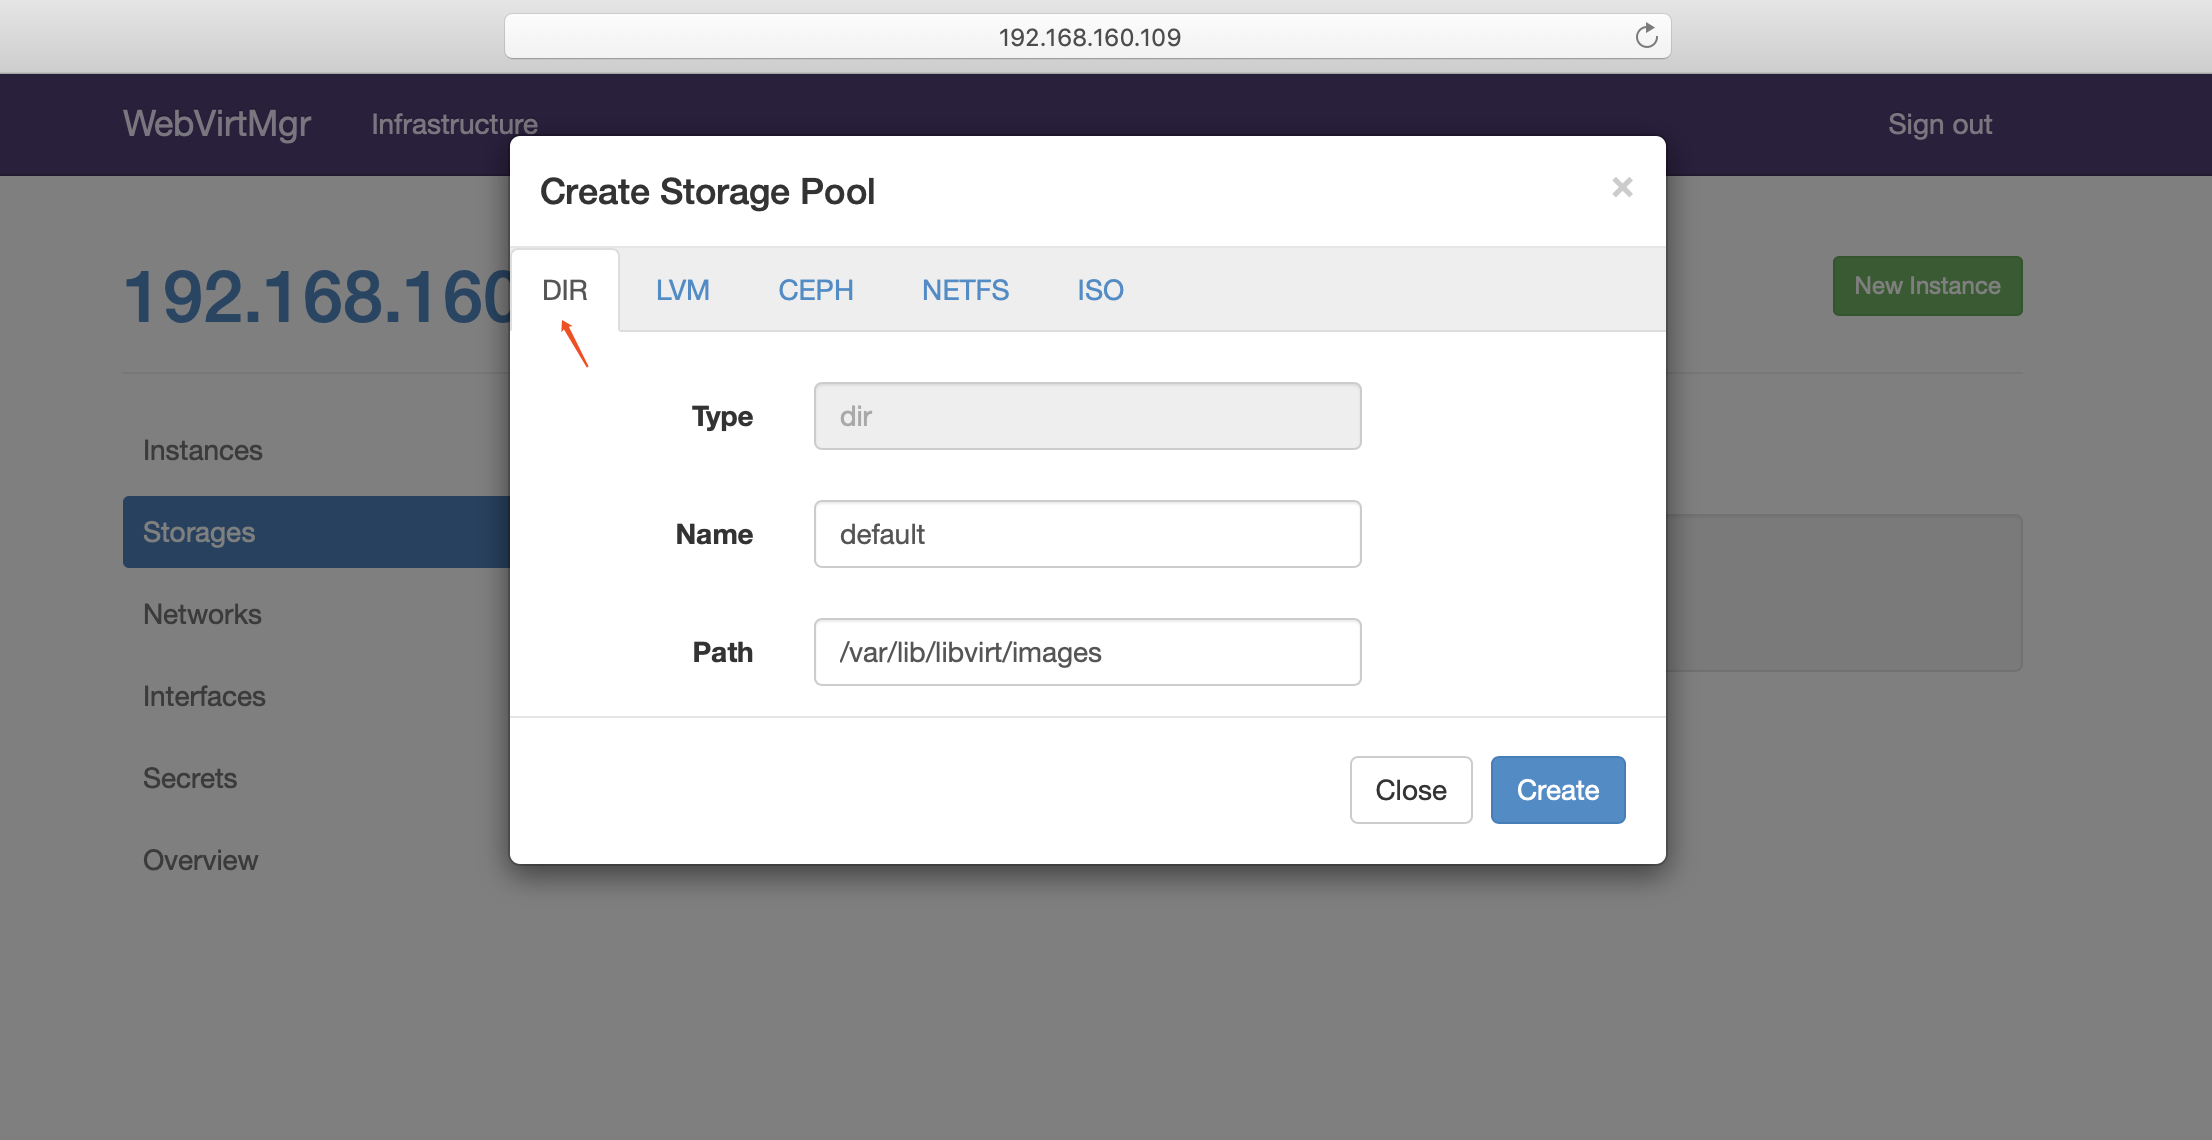 192.168.160.109
WebVirtMgr Infrastructure Sign out
Create Storage Pool ×
192.168.160
DIR LVM CEPH NETFS ISO
New Instance
Type dir
Instances
Storages
Name default
Networks
Path /var/lib/libvirt/images
Interfaces
Secrets
Close Create
Overview